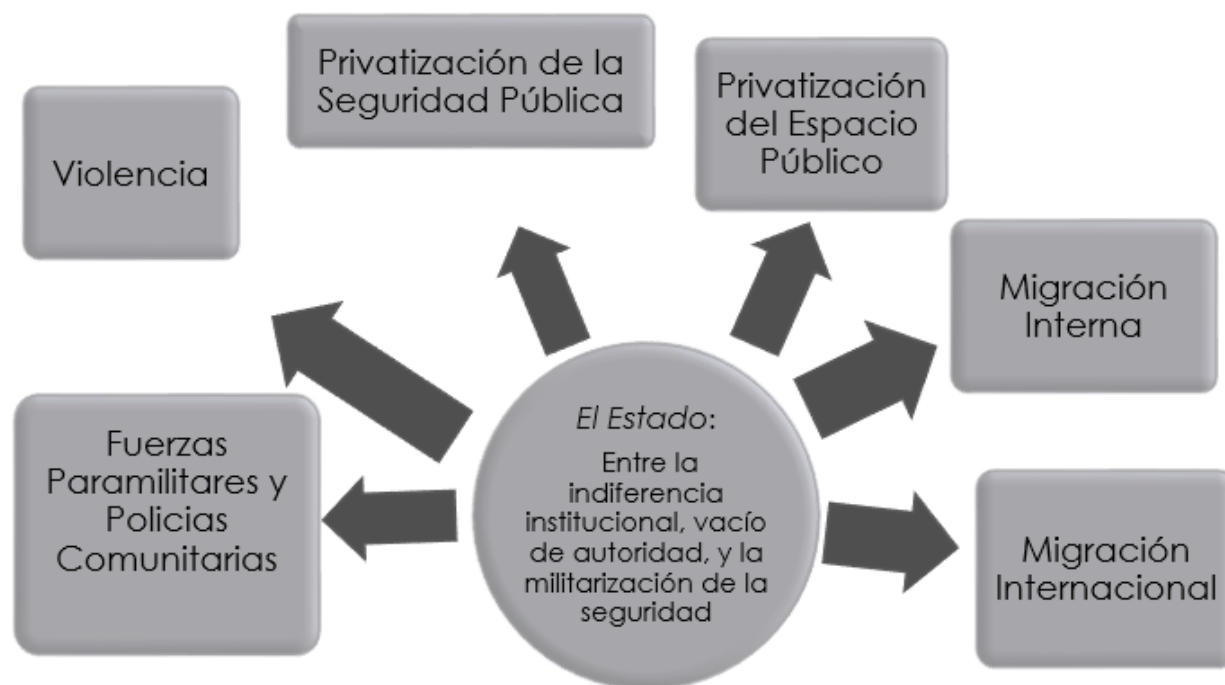 Privatización de la
Seguridad Pública
Privatización
del Espacio
Público
Violencia
Migración
Interna
Fuerzas
Paramilitares y
Policias
Comunitarias
El Estado:
Entre la
indiferencia
institucional, vacío
de autoridad, y la
militarización de la
seguridad
Migración
Internacional